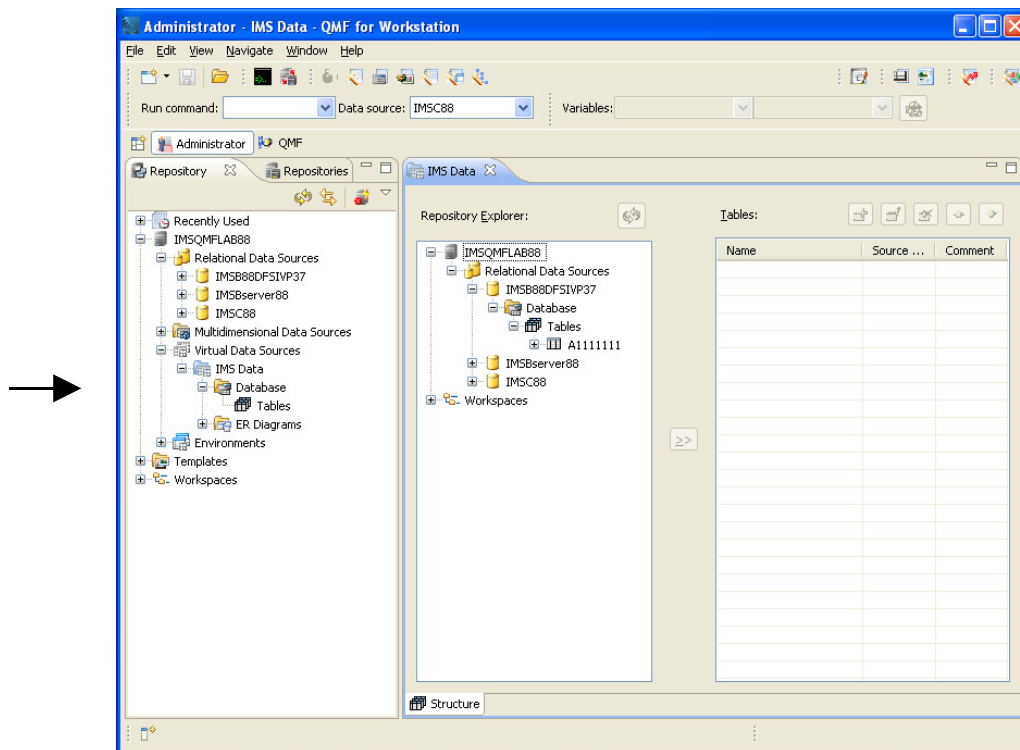 Administrator - IMS Data - QMF for Workstation
File Edit View Navigate Window Help
Run command: Data source: IMSC88 Variables:
Administrator QMF
Repository Repositories
Recently Used
IMSQMFLAB88
Relational Data Sources
IMSB88DFSIVP37
IMSBserver88
IMSC88
Multidimensional Data Sources
Virtual Data Sources
IMS Data
Database
Tables
ER Diagrams
Environments
Templates
Workspaces
IMS Data
Repository Explorer:
IMSQMFLAB88
Relational Data Sources
IMSB88DFSIVP37
Database
Tables
A1111111
IMSBserver88
IMSC88
Workspaces
>>
Tables:
Name Source ... Comment
Structure